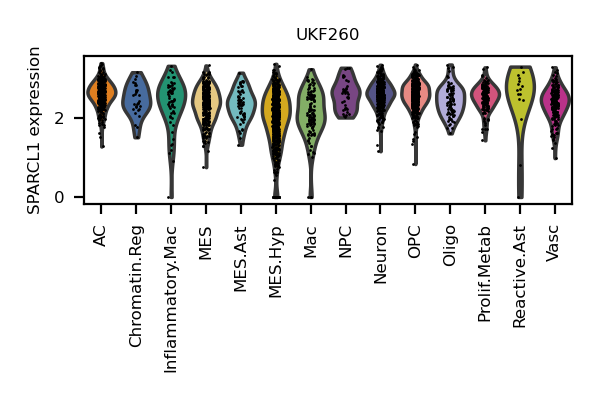 UKF260
SPARCL1 expression
2
0
AC
Chromatin.Reg
Inflammatory.Mac
MES
MES.Ast
MES.Hyp
Mac
NPC
Neuron
OPC
Oligo
Prolif.Metab
Reactive.Ast
Vasc